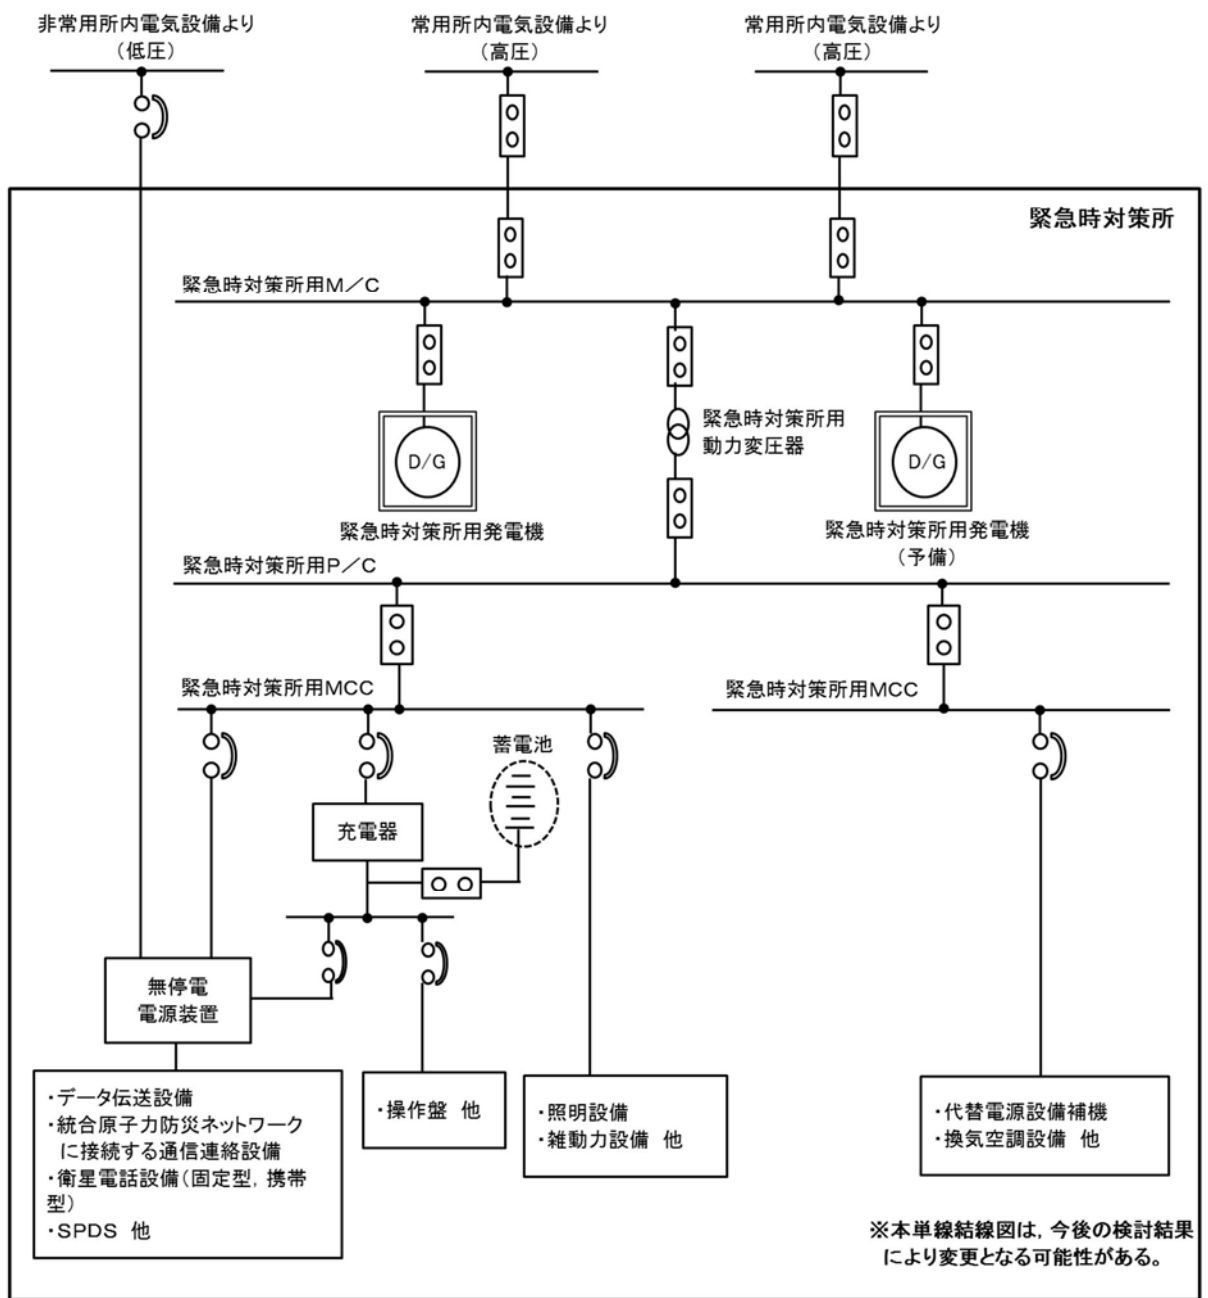 非常用所内電気設備より
（低圧）
常用所内電気設備より
（高圧）
常用所内電気設備より
（高圧）
緊急時対策所
緊急時対策所用Ｍ／Ｃ
緊急時対策所用
動力変圧器
D/G
D/G
緊急時対策所用発電機
緊急時対策所用発電機
（予備）
緊急時対策所用Ｐ／Ｃ
緊急時対策所用MCC
緊急時対策所用MCC
蓄電池
充電器
無停電
電源装置
・データ伝送設備
・統合原子力防災ネットワーク
に接続する通信連絡設備
・衛星電話設備（固定型，携帯
型）
・SPDS 他
・操作盤 他
・照明設備
・雑動力設備 他
・代替電源設備補機
・換気空調設備 他
※本単線結線図は，今後の検討結果
により変更となる可能性がある。